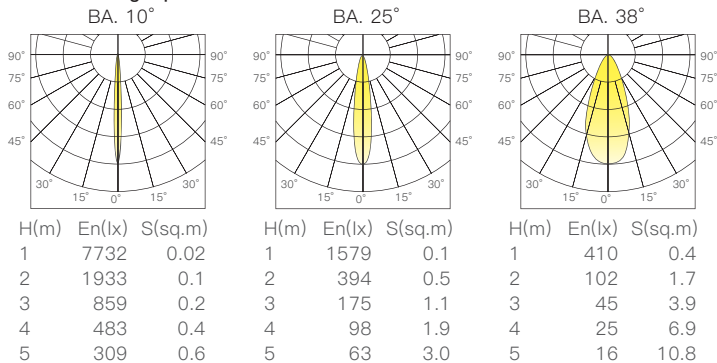 BA. 10°
90° 90°
75° 75°
60° 60°
45° 45°
30° 30°
15° 0° 15°
H(m) En(lx) S(sq.m)
1 7732 0.02
2 1933 0.1
3 859 0.2
4 483 0.4
5 309 0.6
BA. 25°
90° 90°
75° 75°
60° 60°
45° 45°
30° 30°
15° 0° 15°
H(m) En(lx) S(sq.m)
1 1579 0.1
2 394 0.5
3 175 1.1
4 98 1.9
5 63 3.0
BA. 38°
90° 90°
75° 75°
60° 60°
45° 45°
30° 30°
15° 0° 15°
H(m) En(lx) S(sq.m)
1 410 0.4
2 102 1.7
3 45 3.9
4 25 6.9
5 16 10.8